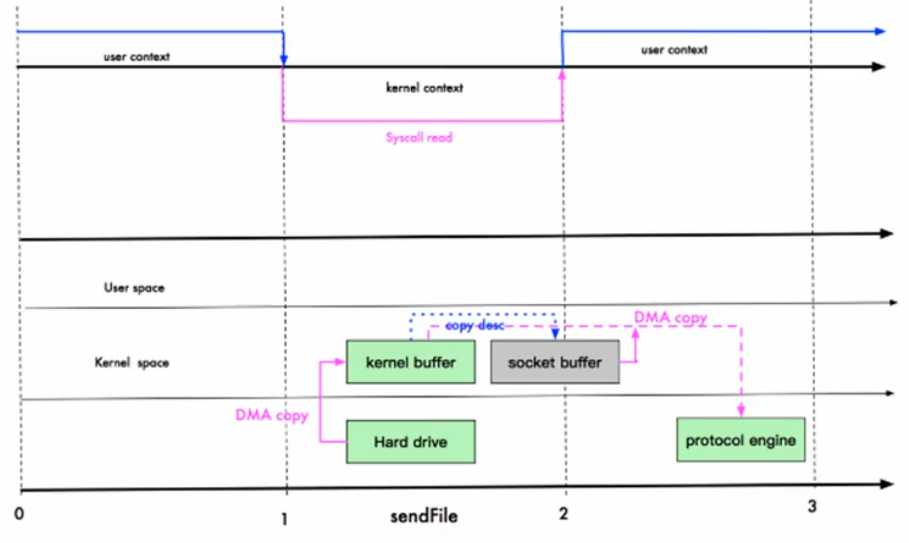 user context
user context
kernel context
Syscall read
User space
copy desc
DMA copy
Kernel space
kernel buffer
socket buffer
DMA copy
Hard drive
protocol engine
0
1
sendFile
2
3